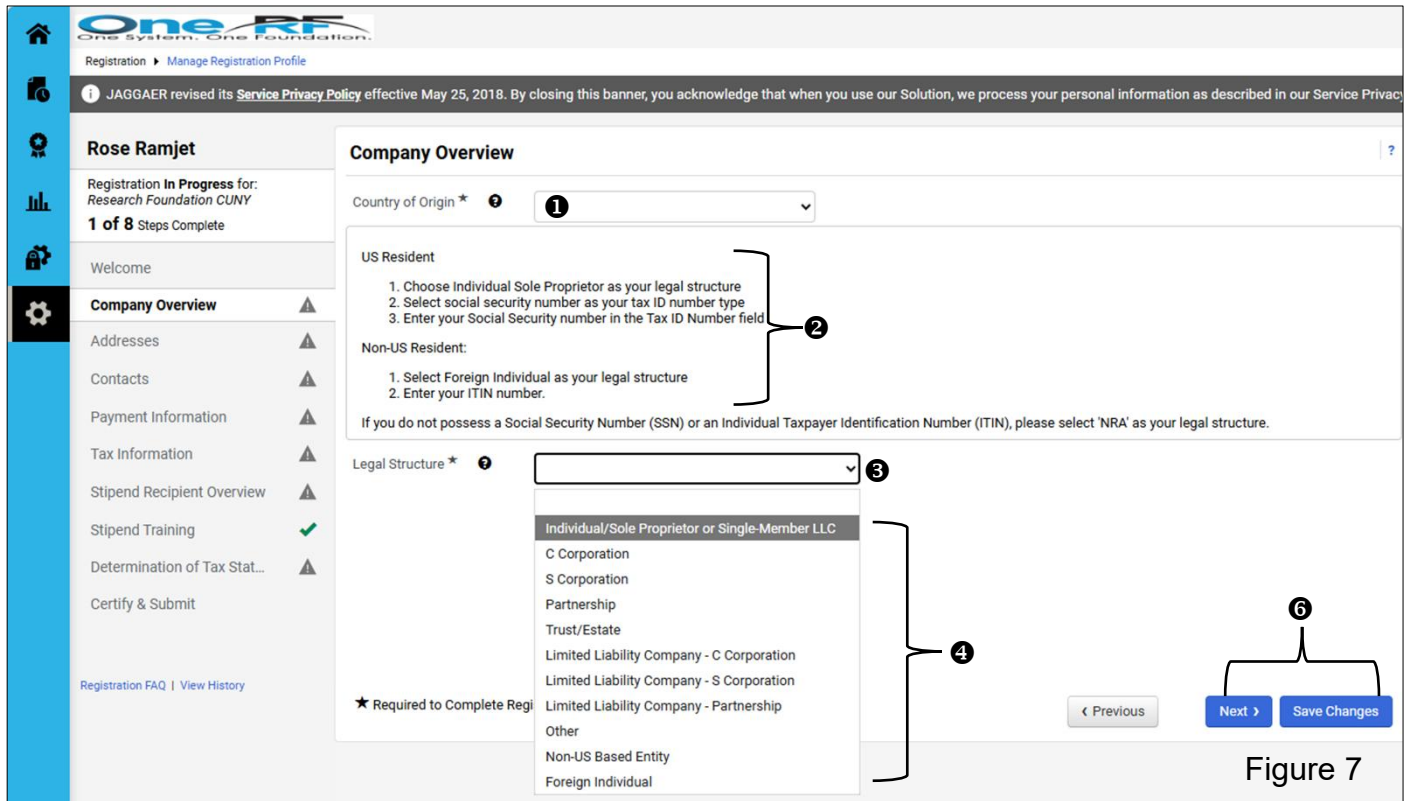 One RF
One System. One Foundation.
Registration ▸ Manage Registration Profile
JAGGAER revised its Service Privacy Policy effective May 25, 2018. By closing this banner, you acknowledge that when you use our Solution, we process your personal information as described in our Service Privacy
Rose Ramjet
Registration In Progress for:
Research Foundation CUNY
1 of 8 Steps Complete
Welcome
Company Overview
Addresses
Contacts
Payment Information
Tax Information
Stipend Recipient Overview
Stipend Training
Determination of Tax Stat...
Certify & Submit
Registration FAQ | View History
Company Overview
?
Country of Origin ★ ?
❶
US Resident
1. Choose Individual Sole Proprietor as your legal structure
2. Select social security number as your tax ID number type
3. Enter your Social Security number in the Tax ID Number field
❷
Non-US Resident:
1. Select Foreign Individual as your legal structure
2. Enter your ITIN number.
If you do not possess a Social Security Number (SSN) or an Individual Taxpayer Identification Number (ITIN), please select 'NRA' as your legal structure.
Legal Structure ★ ?
❸
Individual/Sole Proprietor or Single-Member LLC
C Corporation
S Corporation
Partnership
Trust/Estate
Limited Liability Company - C Corporation
Limited Liability Company - S Corporation
Limited Liability Company - Partnership
Other
Non-US Based Entity
Foreign Individual
❹
❻
★ Required to Complete Regi
‹ Previous
Next ›
Save Changes
Figure 7